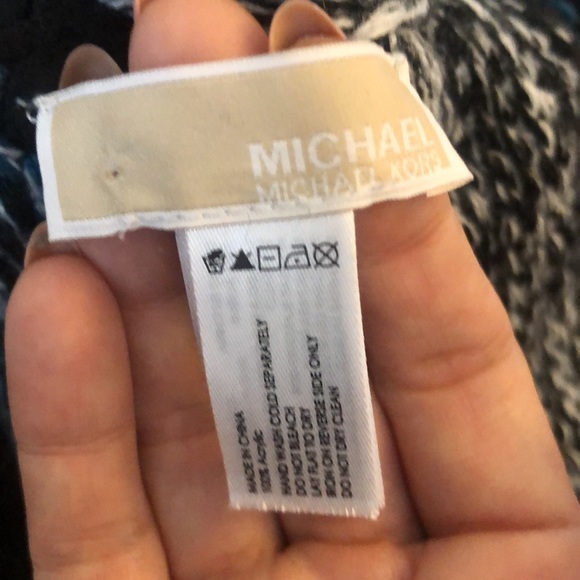 MICHAEL
MICHAEL KORS
MADE IN CHINA
100% Acrylic
HAND WASH COLD SEPARATELY
DO NOT BLEACH
LAY FLAT TO DRY
IRON ON REVERSE SIDE ONLY
DO NOT DRY CLEAN